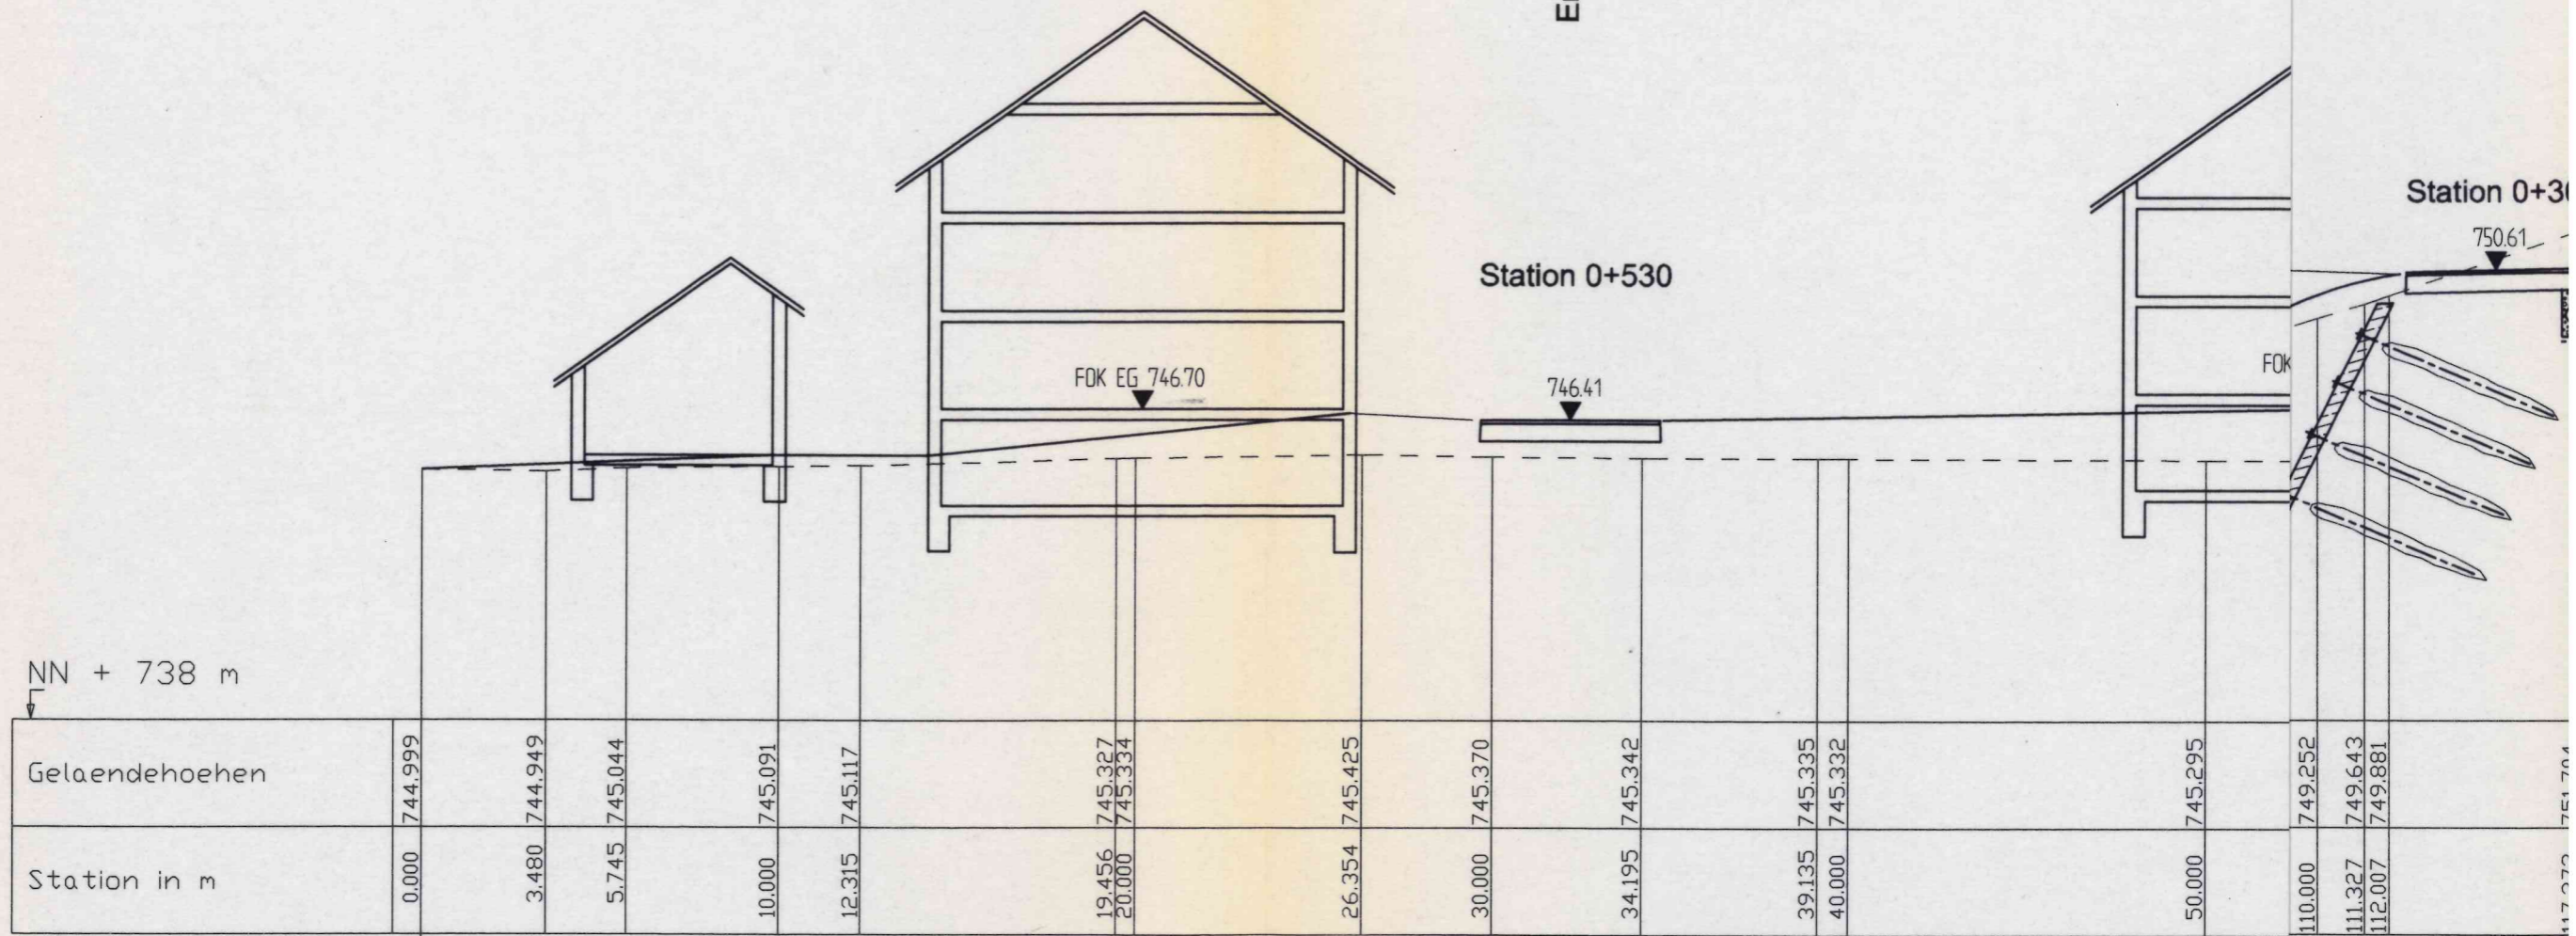 Station 0+530
FOK EG 746.70
746.41
FOK
750.61
NN + 738 m
Gelaendehoehen 744.999 744.949 745.044 745.091 745.117 745.327 745.334 745.425 745.370 745.342 745.335 745.332 745.295 749.252 749.643 749.881
Station in m 0.000 3.480 5.745 10.000 12.315 19.456 20.000 26.354 30.000 34.195 39.135 40.000 50.000 110.000 111.327 112.007
Station 0+3